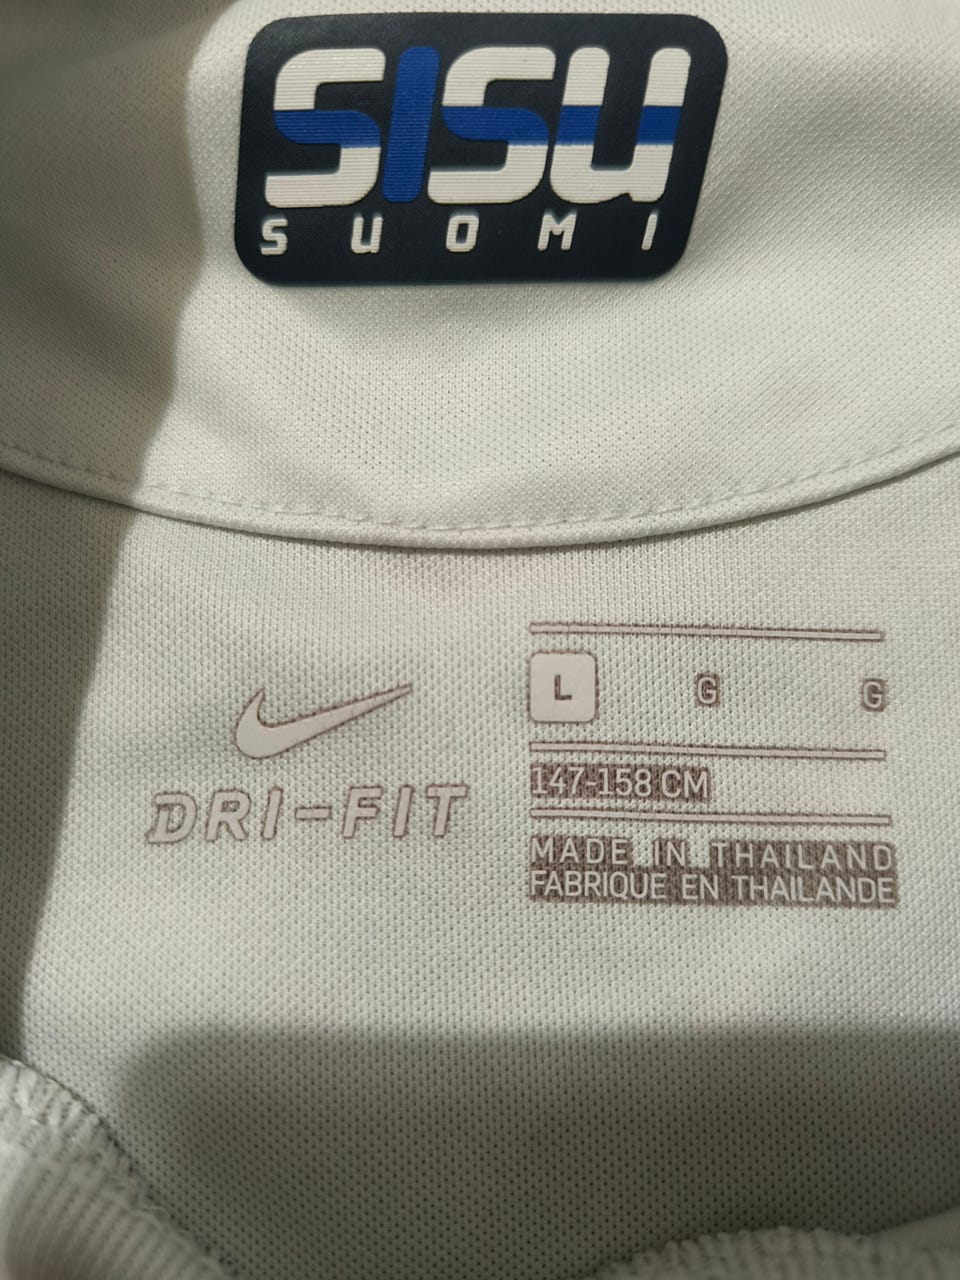 SISU
SUOMI
L G G
147-158 CM
DRI-FIT
MADE IN THAILAND
FABRIQUE EN THAILANDE